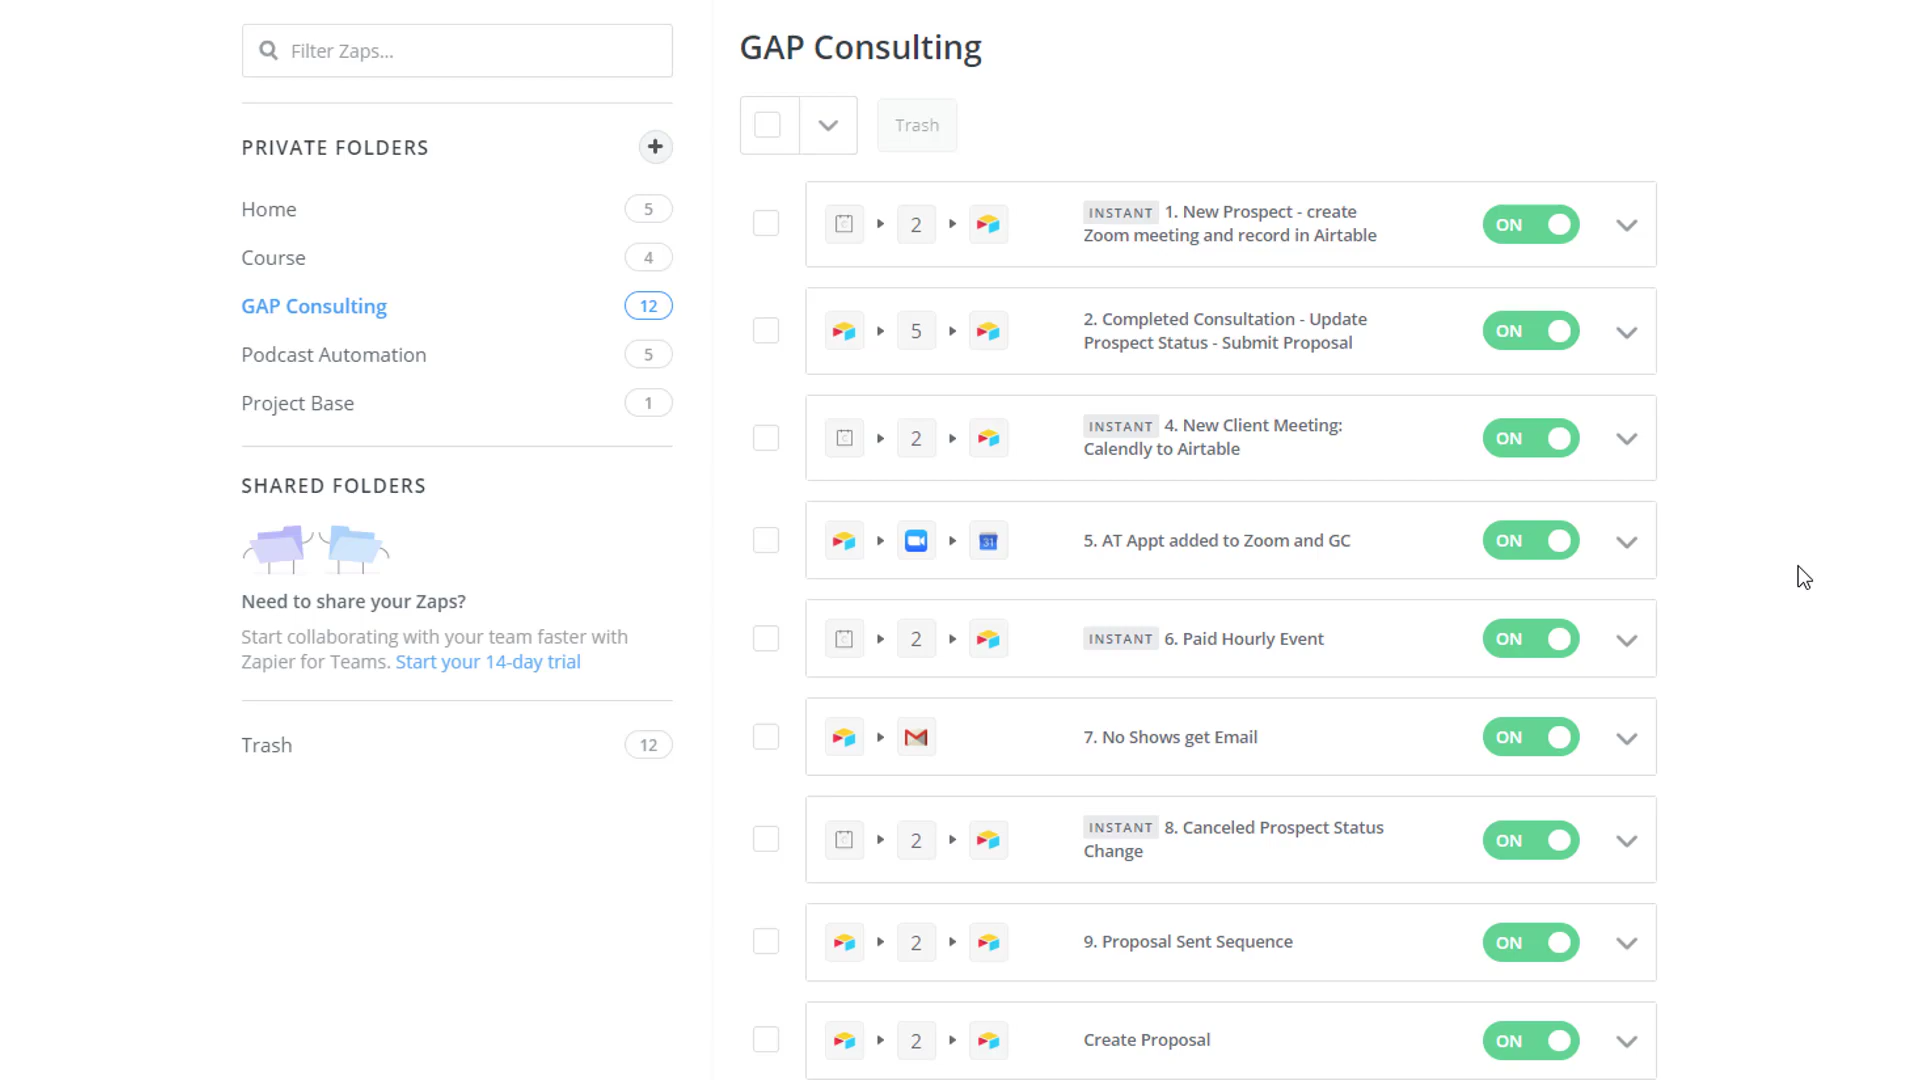 Filter Zaps...
PRIVATE FOLDERS
Home 5
Course 4
GAP Consulting 12
Podcast Automation 5
Project Base 1
SHARED FOLDERS
Need to share your Zaps?
Start collaborating with your team faster with
Zapier for Teams. Start your 14-day trial
Trash 12
GAP Consulting
Trash
2 INSTANT 1. New Prospect - create
Zoom meeting and record in Airtable ON
5 2. Completed Consultation - Update
Prospect Status - Submit Proposal ON
2 INSTANT 4. New Client Meeting:
Calendly to Airtable ON
31 5. AT Appt added to Zoom and GC ON
2 INSTANT 6. Paid Hourly Event ON
7. No Shows get Email ON
2 INSTANT 8. Canceled Prospect Status
Change ON
2 9. Proposal Sent Sequence ON
2 Create Proposal ON